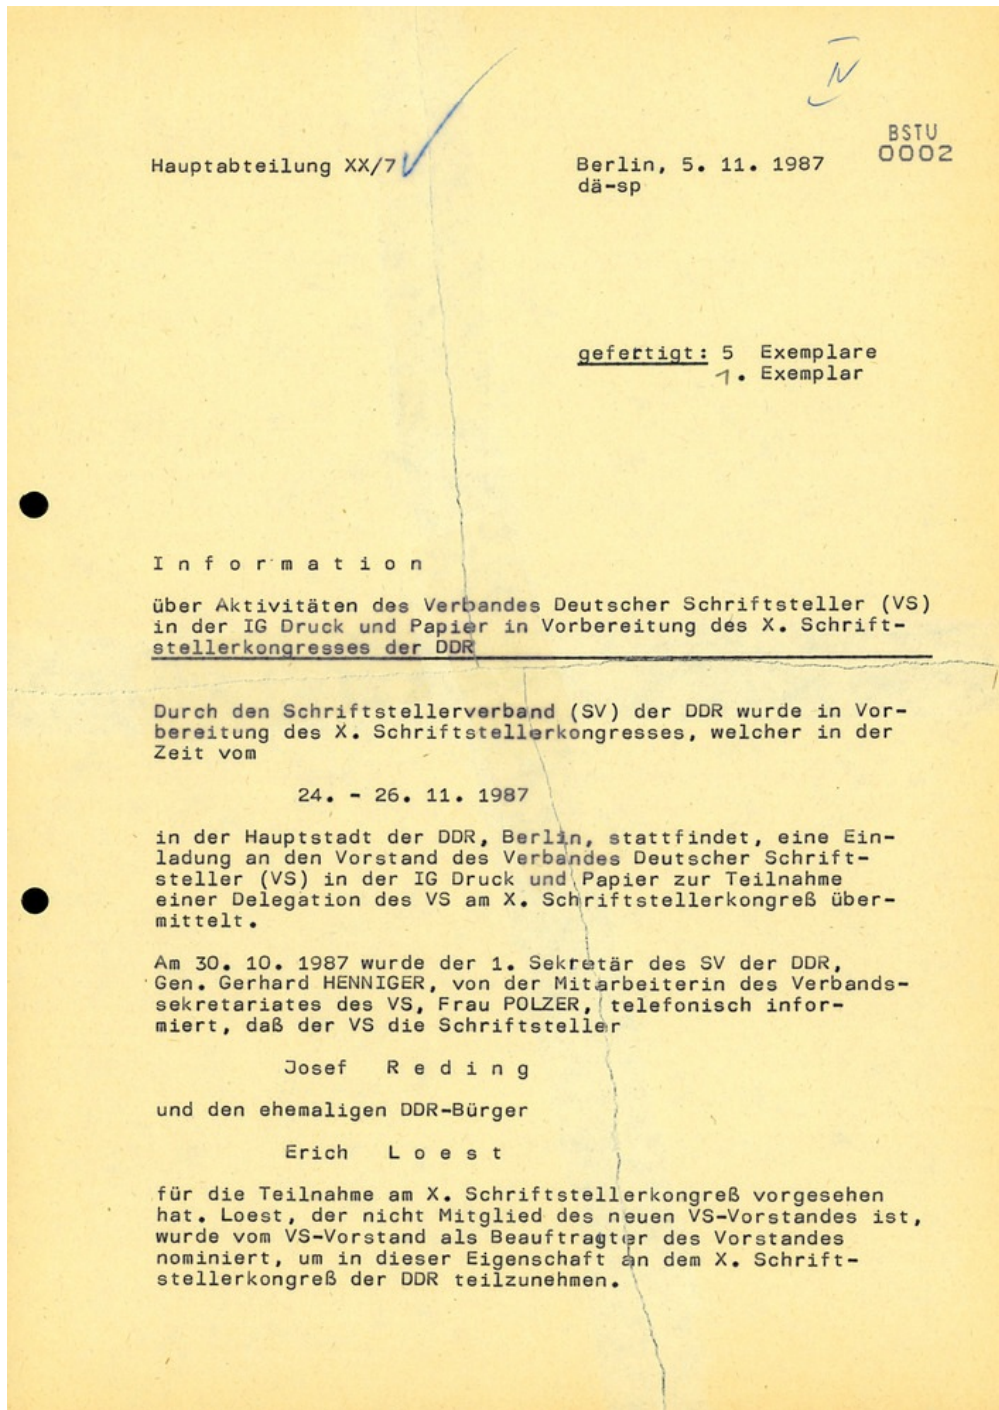 IV
BSTU
0002
Hauptabteilung XX/7
Berlin, 5. 11. 1987
dä-sp
gefertigt: 5 Exemplare
1. Exemplar
I n f o r m a t i o n
über Aktivitäten des Verbandes Deutscher Schriftsteller (VS)
in der IG Druck und Papier in Vorbereitung des X. Schrift-
stellerkongresses der DDR
Durch den Schriftstellerverband (SV) der DDR wurde in Vor-
bereitung des X. Schriftstellerkongresses, welcher in der
Zeit vom
24. - 26. 11. 1987
in der Hauptstadt der DDR, Berlin, stattfindet, eine Ein-
ladung an den Vorstand des Verbandes Deutscher Schrift-
steller (VS) in der IG Druck und Papier zur Teilnahme
einer Delegation des VS am X. Schriftstellerkongreß über-
mittelt.
Am 30. 10. 1987 wurde der 1. Sekretär des SV der DDR,
Gen. Gerhard HENNIGER, von der Mitarbeiterin des Verbands-
sekretariates des VS, Frau POLZER, telefonisch infor-
miert, daß der VS die Schriftsteller
Josef R e d i n g
und den ehemaligen DDR-Bürger
Erich L o e s t
für die Teilnahme am X. Schriftstellerkongreß vorgesehen
hat. Loest, der nicht Mitglied des neuen VS-Vorstandes ist,
wurde vom VS-Vorstand als Beauftragter des Vorstandes
nominiert, um in dieser Eigenschaft an dem X. Schrift-
stellerkongreß der DDR teilzunehmen.